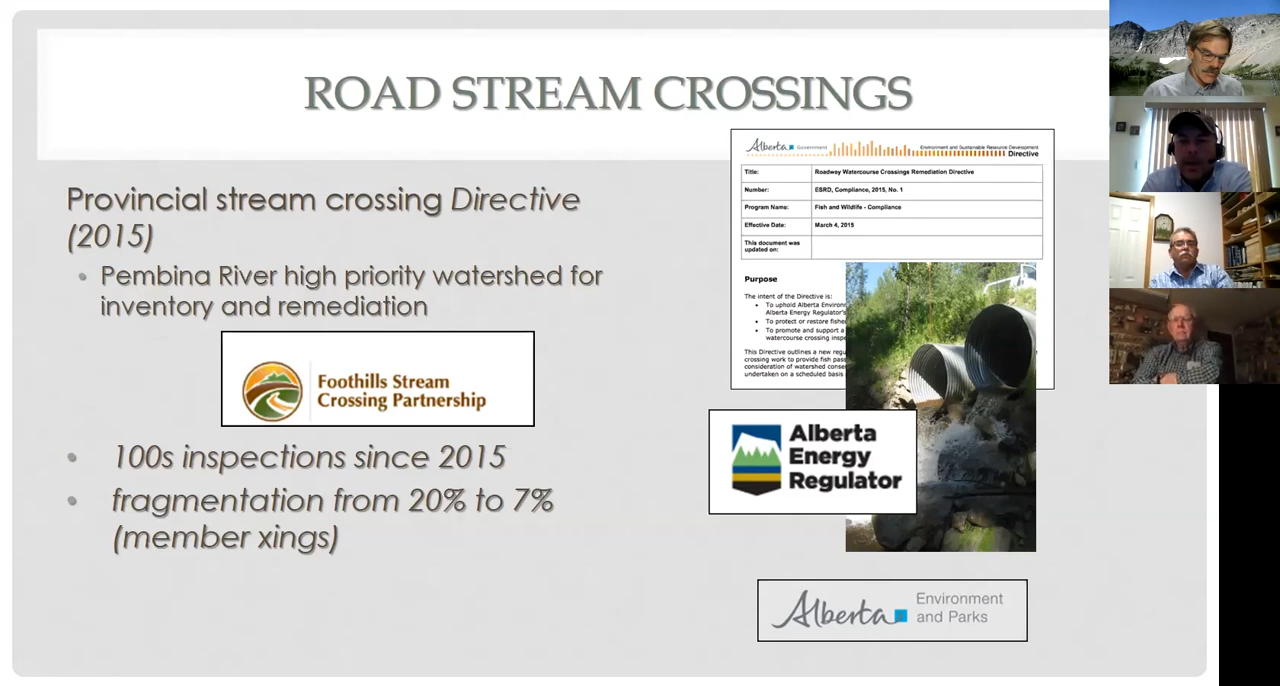 ROAD STREAM CROSSINGS
Provincial stream crossing Directive
(2015)
Pembina River high priority watershed for
inventory and remediation
Foothills Stream
Crossing Partnership
100s inspections since 2015
fragmentation from 20% to 7%
(member xings)
Alberta Government
Environment and Sustainable Resource Development
Directive
Title: Roadway Watercourse Crossings Remediation Directive
Number: ESRD, Compliance, 2015, No. 1
Program Name: Fish and Wildlife - Compliance
Effective Date: March 4, 2015
This document was
updated on:
Purpose
The intent of the Directive is:
To uphold Alberta Environ
Alberta Energy Regulator's
To protect or restore fishe
To promote and support a
watercourse crossing inspe
This Directive outlines a new regu
crossing work to provide fish pass
consideration of watershed conse
undertaken on a scheduled basis
Alberta
Energy
Regulator
Alberta Environment
and Parks